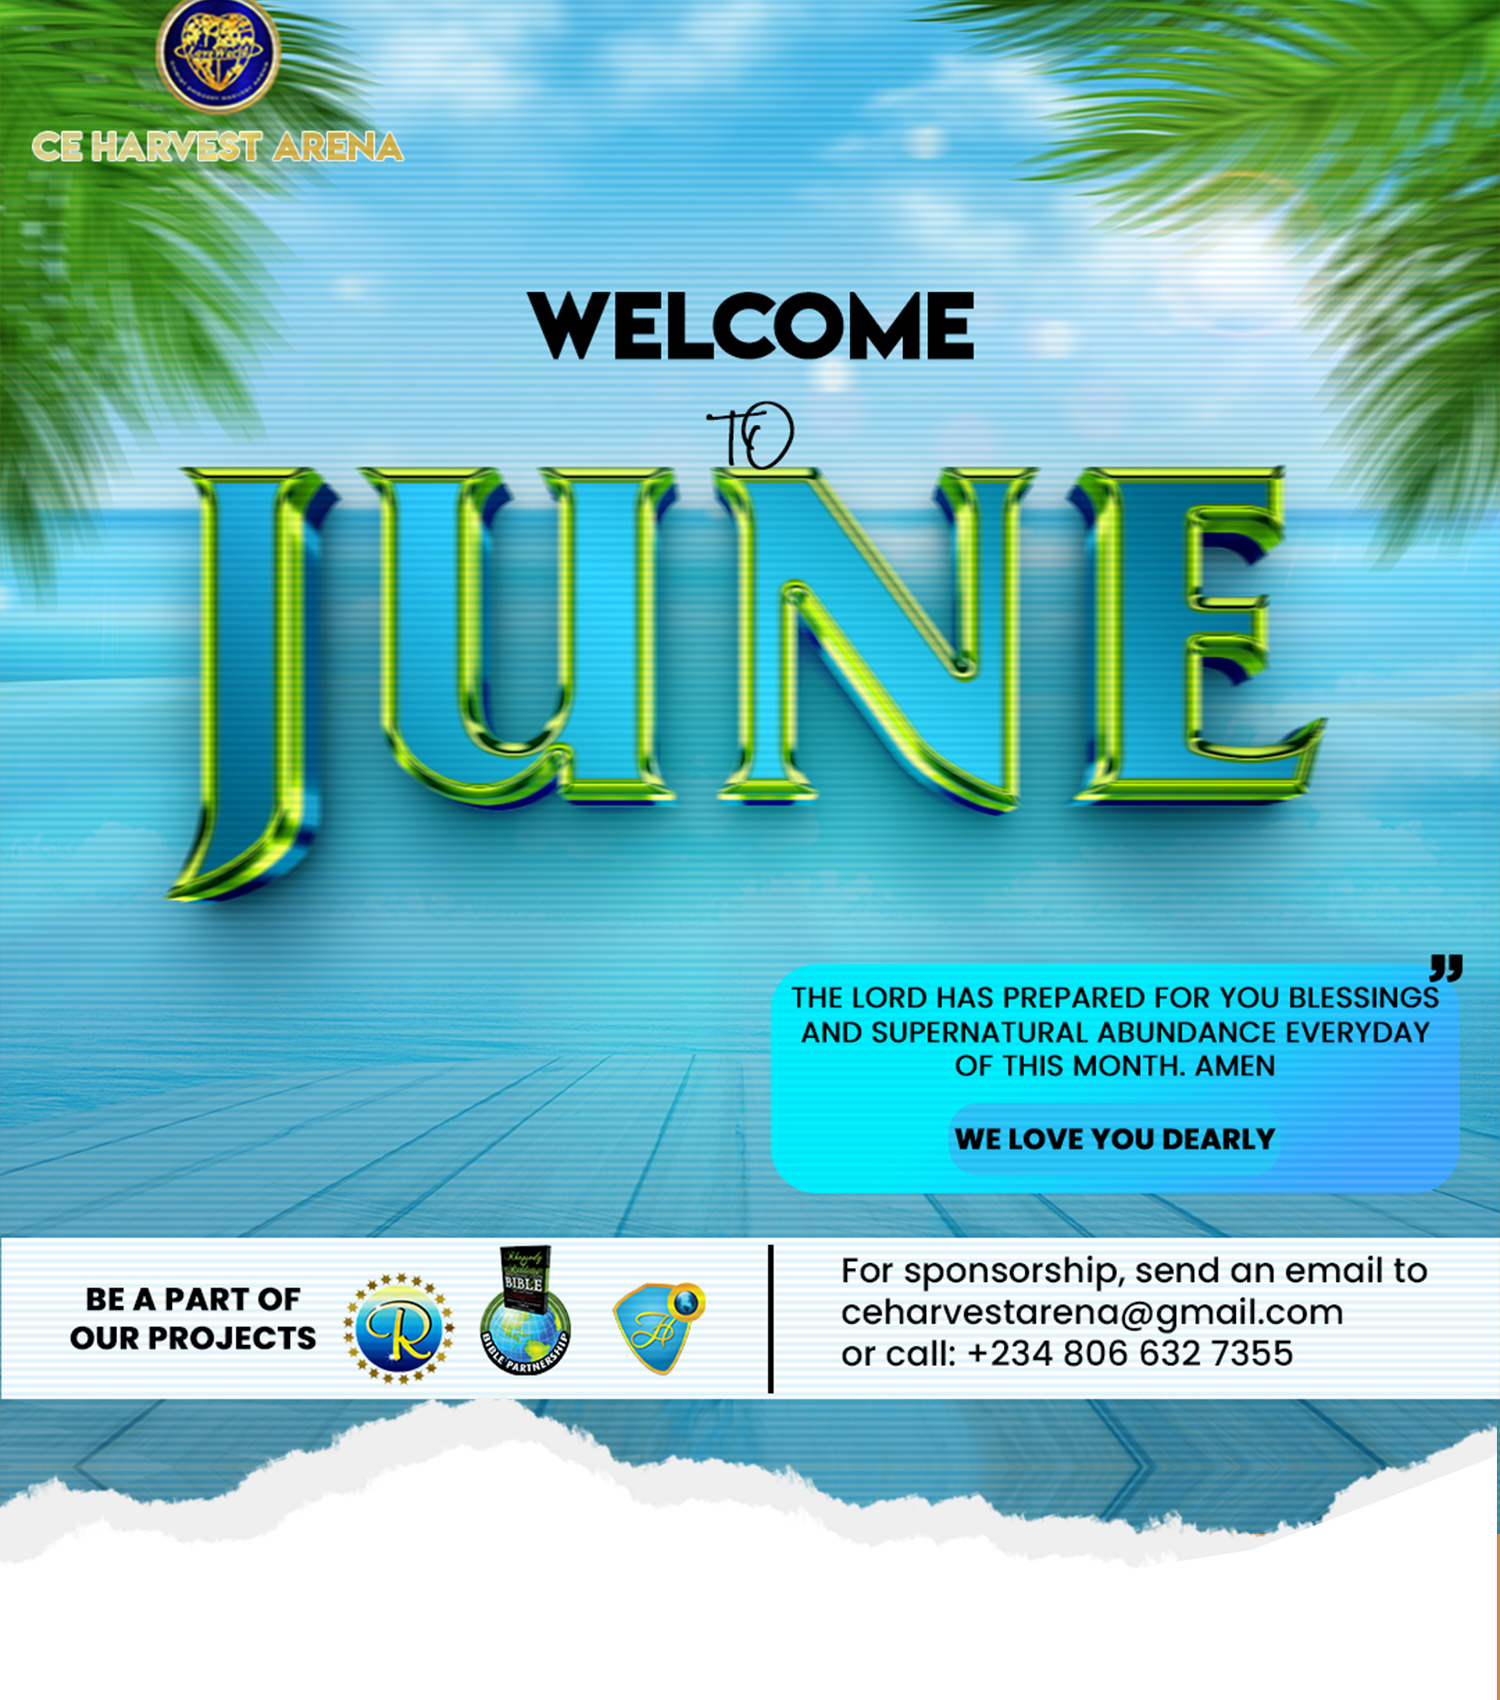 LoveWorld
CE HARVEST ARENA
WELCOME
TO
JUNE
”
THE LORD HAS PREPARED FOR YOU BLESSINGS
AND SUPERNATURAL ABUNDANCE EVERYDAY
OF THIS MONTH. AMEN
WE LOVE YOU DEARLY
BE A PART OF
OUR PROJECTS
R
Rhapsody
BIBLE
BIBLE PARTNERSHIP
H
For sponsorship, send an email to
ceharvestarena@gmail.com
or call: +234 806 632 7355